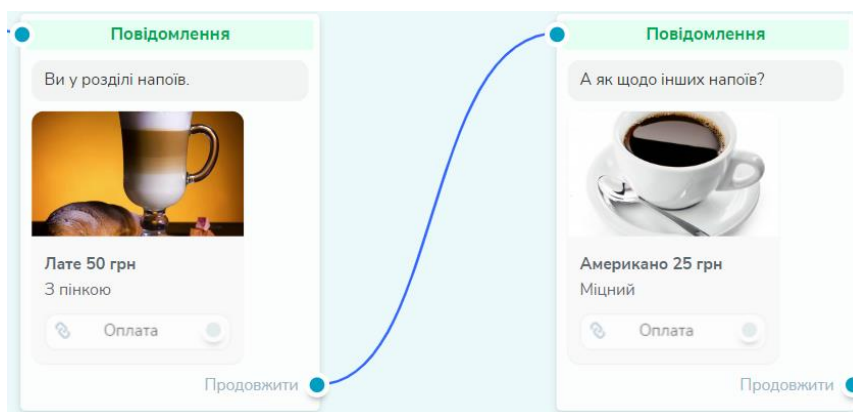 Повідомлення
Ви у розділі напоїв.
Лате 50 грн
З пінкою
Оплата
Продовжити
Повідомлення
А як щодо інших напоїв?
Американо 25 грн
Міцний
Оплата
Продовжити